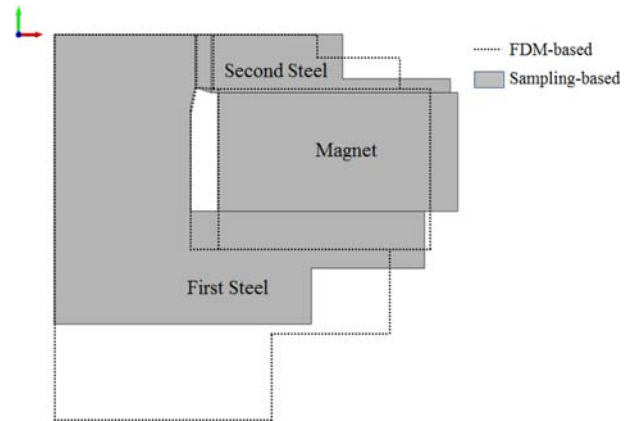 FDM-based
Second Steel
Sampling-based
Magnet
First Steel